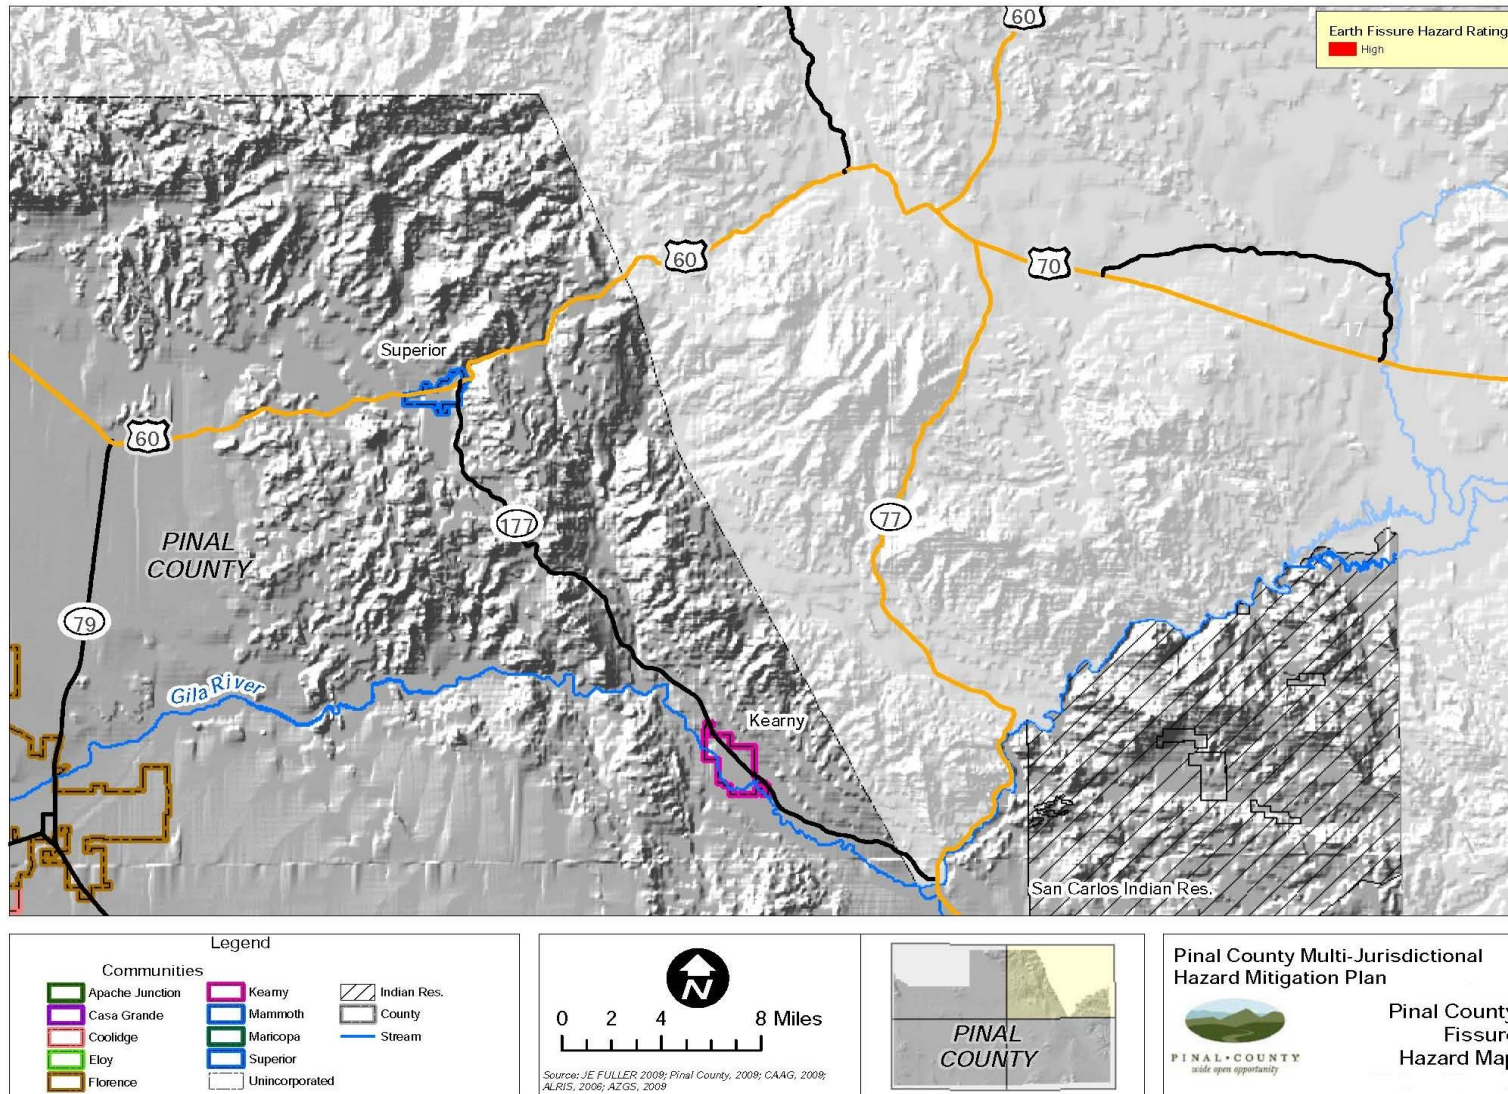 60
Earth Fissure Hazard Rating
High
60
70
17
Superior
60
177
77
PINAL
COUNTY
79
Gila River
Kearny
San Carlos Indian Res.
Legend
Communities
Apache Junction
Casa Grande
Coolidge
Eloy
Florence
Kearny
Mammoth
Maricopa
Superior
Unincorporated
Indian Res.
County
Stream
N
0 2 4 8 Miles
Source: JE FULLER 2009; Pinal County, 2009; CAAG, 2009;
ALRIS, 2006; AZGS, 2009
PINAL
COUNTY
Pinal County Multi-Jurisdictional
Hazard Mitigation Plan
PINAL • COUNTY
wide open opportunity
Pinal County
Fissure
Hazard Map